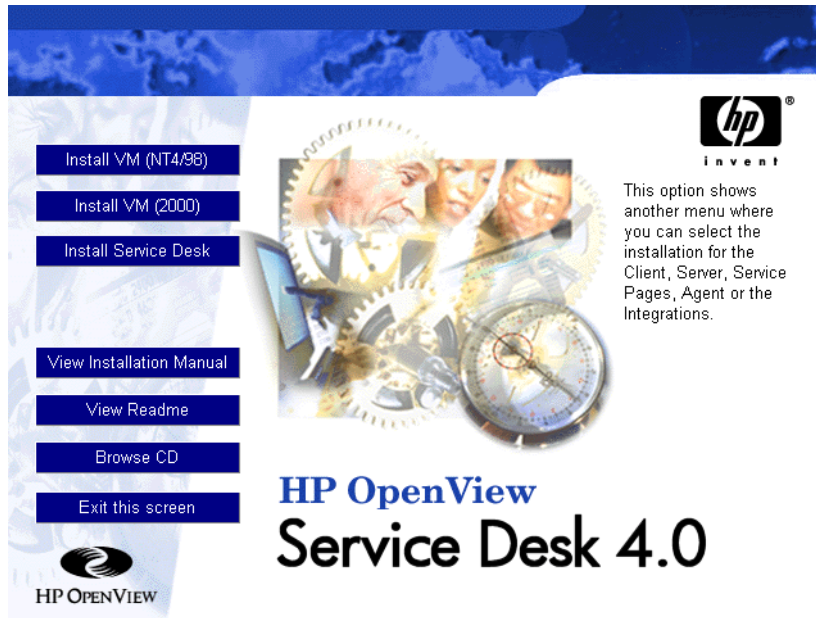 Install VM (NT4/98)
Install VM (2000)
Install Service Desk
View Installation Manual
View Readme
Browse CD
Exit this screen
HP OPENVIEW
hp®
invent
This option shows
another menu where
you can select the
installation for the
Client, Server, Service
Pages, Agent or the
Integrations.
HP OpenView
Service Desk 4.0